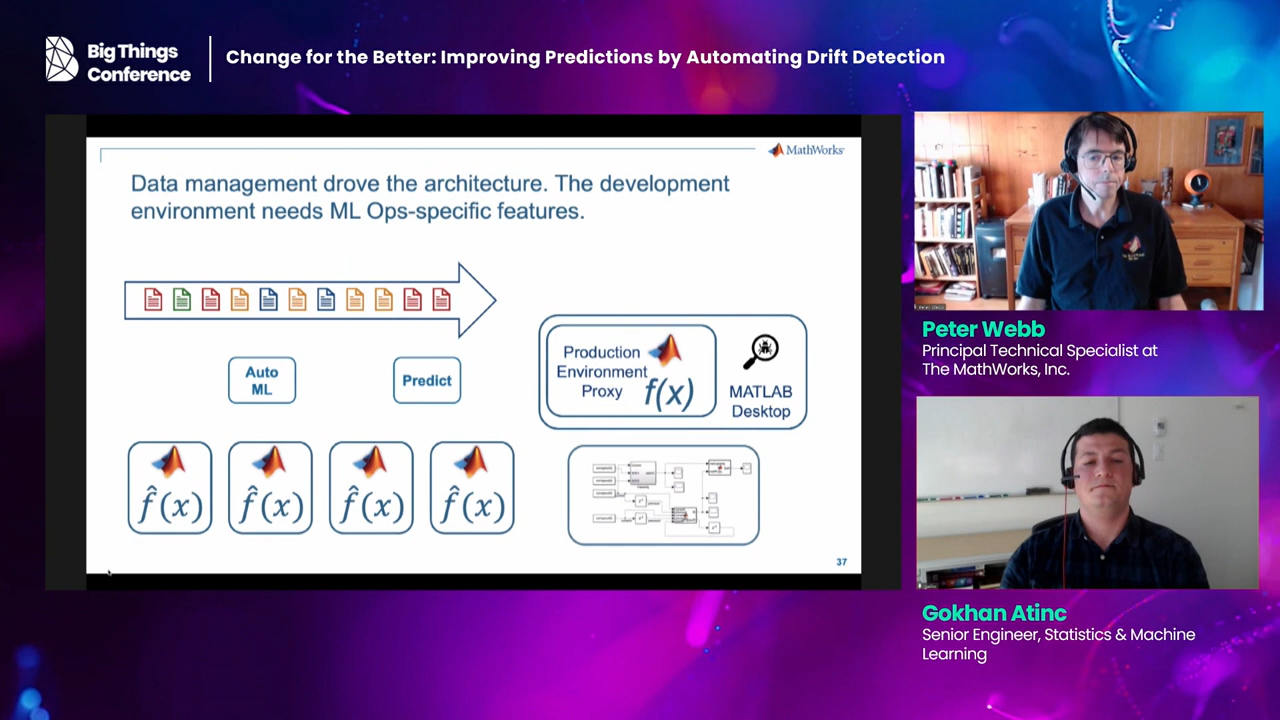 Big Things
Conference
Change for the Better: Improving Predictions by Automating Drift Detection
MathWorks
Data management drove the architecture. The development
environment needs ML Ops-specific features.
Auto
ML
Predict
Production
Environment
Proxy
f(x)
MATLAB
Desktop
f̂(x)
f̂(x)
f̂(x)
f̂(x)
37
Peter Webb
Principal Technical Specialist at
The MathWorks, Inc.
Gokhan Atinc
Senior Engineer, Statistics & Machine
Learning